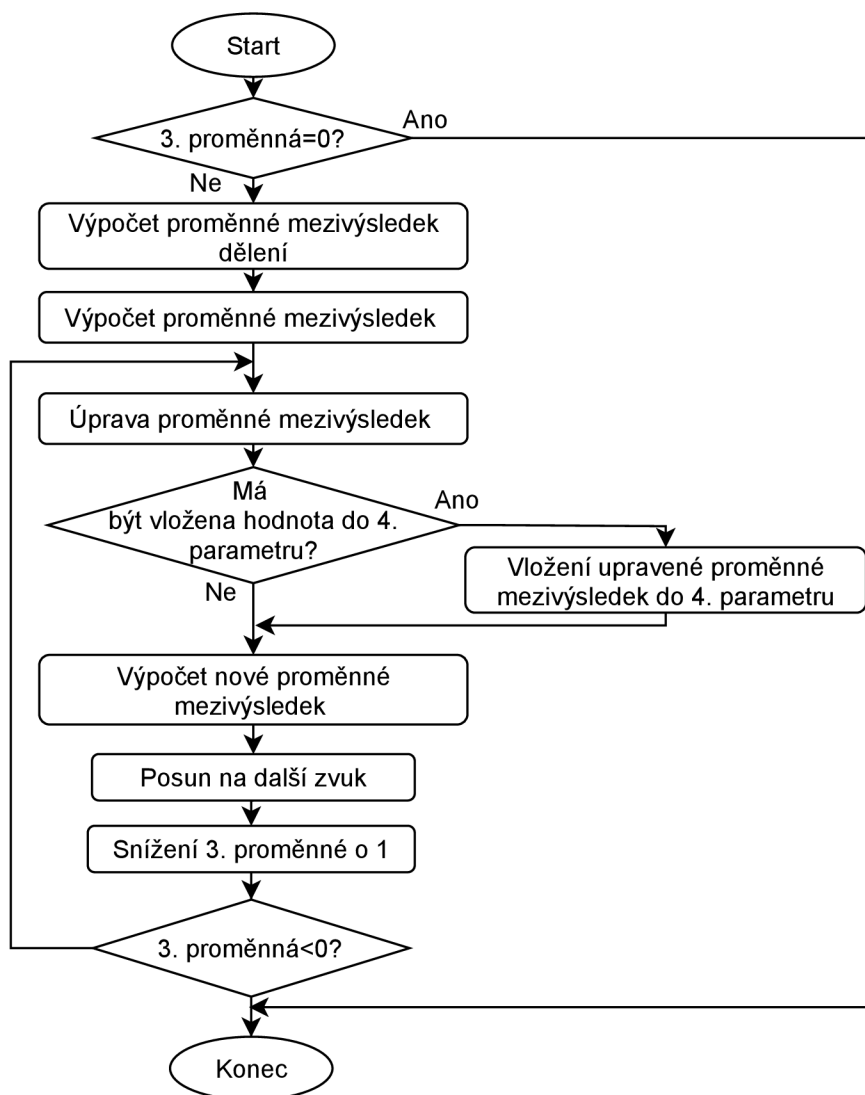 Start
3. proměnná=0?
Ano
Ne
Výpočet proměnné mezivýsledek
dělení
Výpočet proměnné mezivýsledek
Úprava proměnné mezivýsledek
Má
být vložena hodnota do 4.
parametru?
Ano
Ne
Vložení upravené proměnné
mezivýsledek do 4. parametru
Výpočet nové proměnné
mezivýsledek
Posun na další zvuk
Snížení 3. proměnné o 1
3. proměnná<0?
Konec